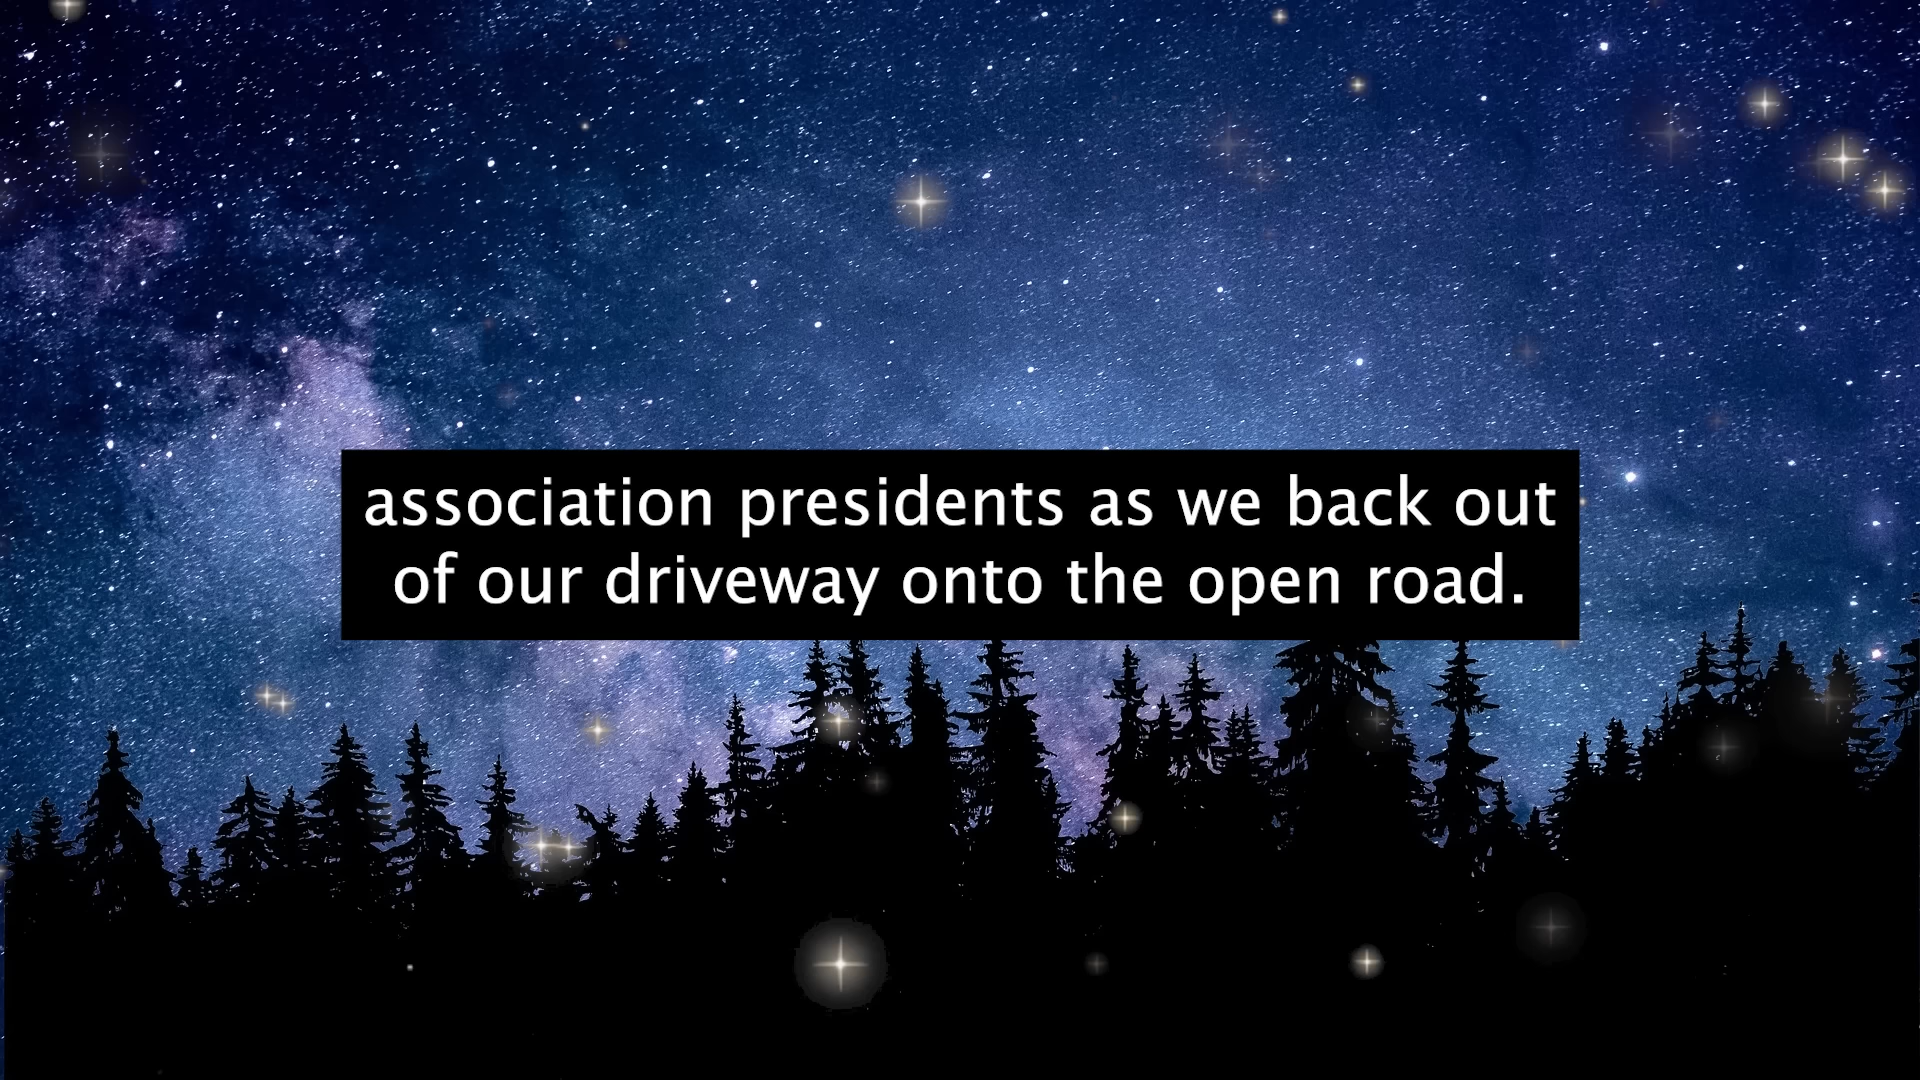 association presidents as we back out
of our driveway onto the open road.